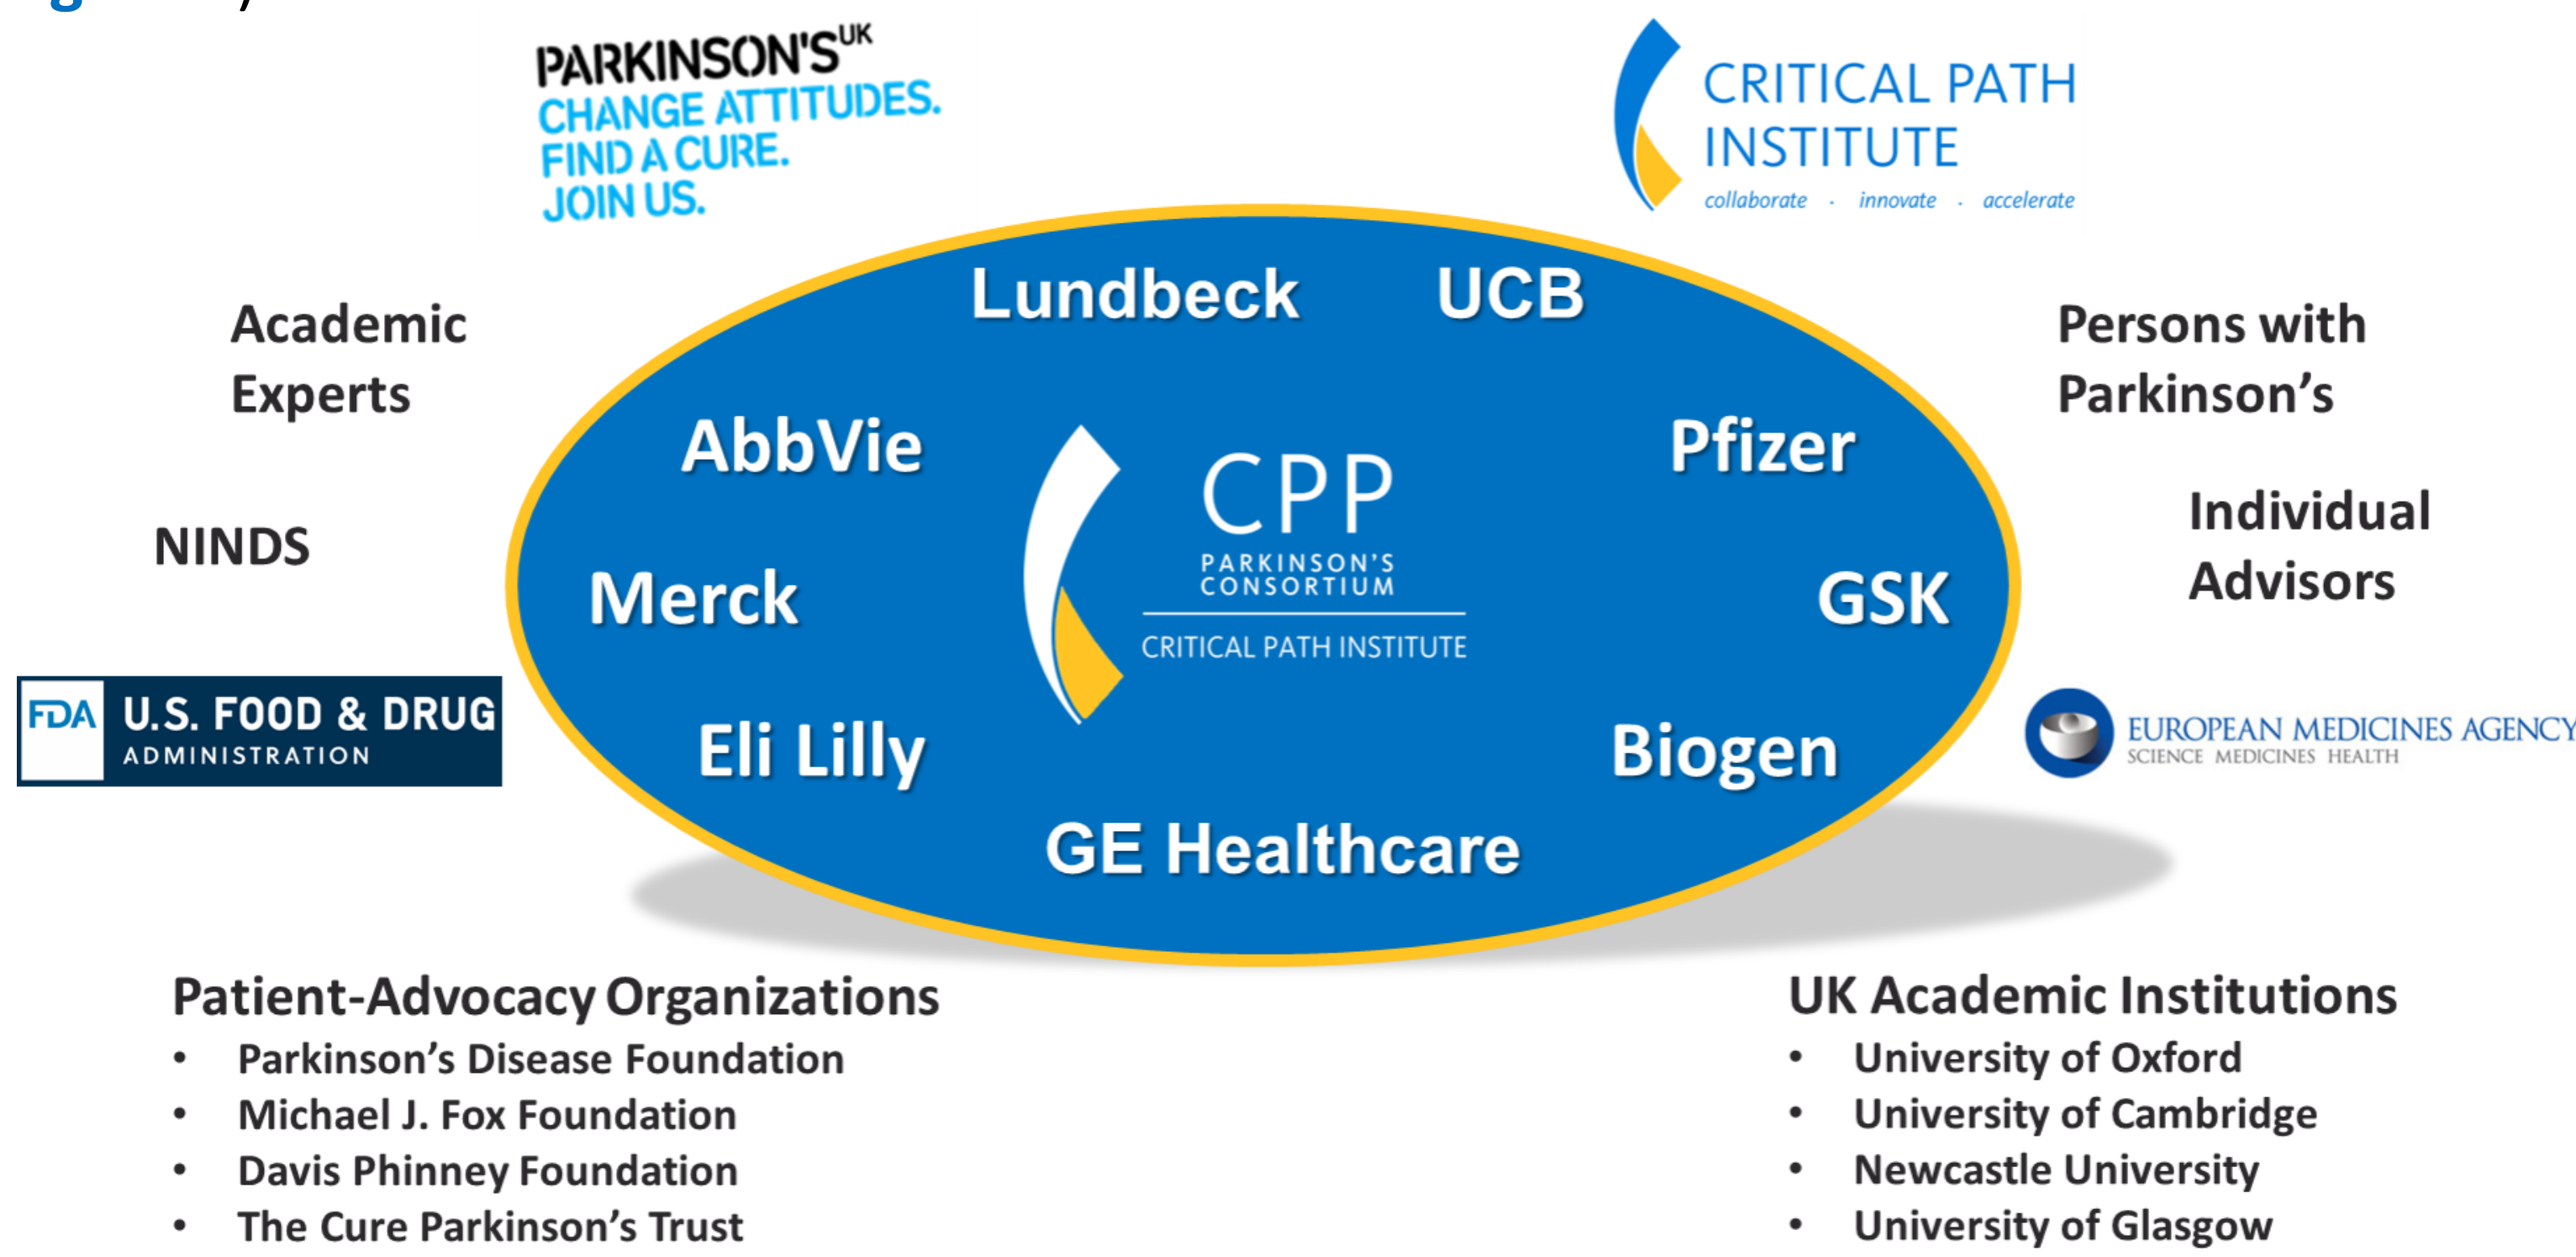 PARKINSON'S UK
CHANGE ATTITUDES.
FIND A CURE.
JOIN US.
CRITICAL PATH
INSTITUTE
collaborate · innovate · accelerate
Academic
Experts
NINDS
FDA U.S. FOOD & DRUG
ADMINISTRATION
Lundbeck UCB
AbbVie Pfizer
Merck GSK
Eli Lilly Biogen
GE Healthcare
CPP
PARKINSON'S
CONSORTIUM
CRITICAL PATH INSTITUTE
Persons with
Parkinson’s
Individual
Advisors
EUROPEAN MEDICINES AGENCY
SCIENCE MEDICINES HEALTH
Patient-Advocacy Organizations
• Parkinson’s Disease Foundation
• Michael J. Fox Foundation
• Davis Phinney Foundation
• The Cure Parkinson’s Trust
UK Academic Institutions
• University of Oxford
• University of Cambridge
• Newcastle University
• University of Glasgow